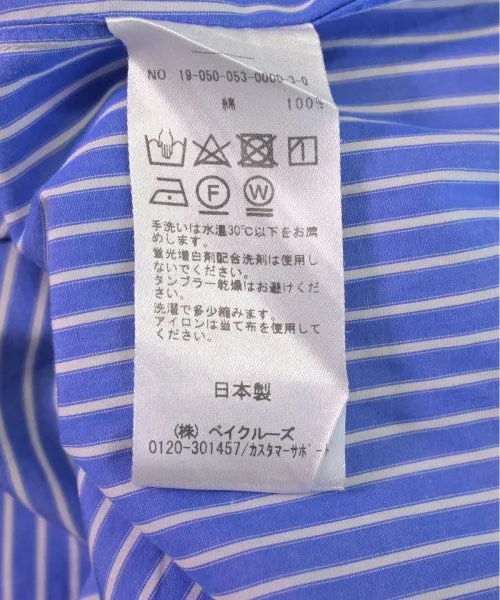 NO. 19-050-053-0000-3-0
綿 100%
F W
手洗いは水温30℃以下をお薦
めします。
蛍光増白剤配合洗剤は使用し
ないでください。
タンブラー乾燥はお避けくだ
さい。
洗濯で多少縮みます。
アイロンは当て布を使用して
ください。
日本製
(株) ベイクルーズ
0120-301457/カスタマーサポート